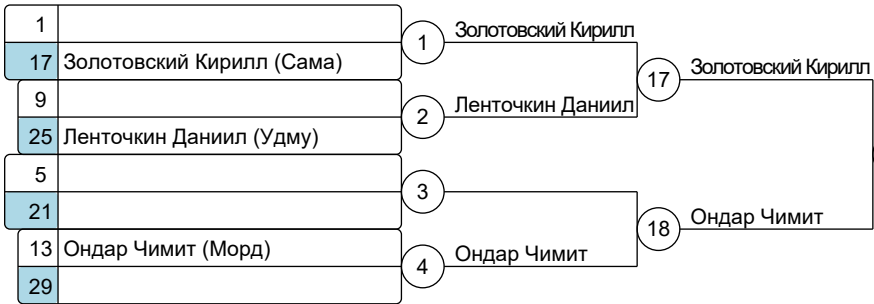 1
17 Золотовский Кирилл (Сама)
9
25 Ленточкин Даниил (Удму)
5
21
13 Ондар Чимит (Морд)
29
1 Золотовский Кирилл
2 Ленточкин Даниил
3
4 Ондар Чимит
17 Золотовский Кирилл
18 Ондар Чимит